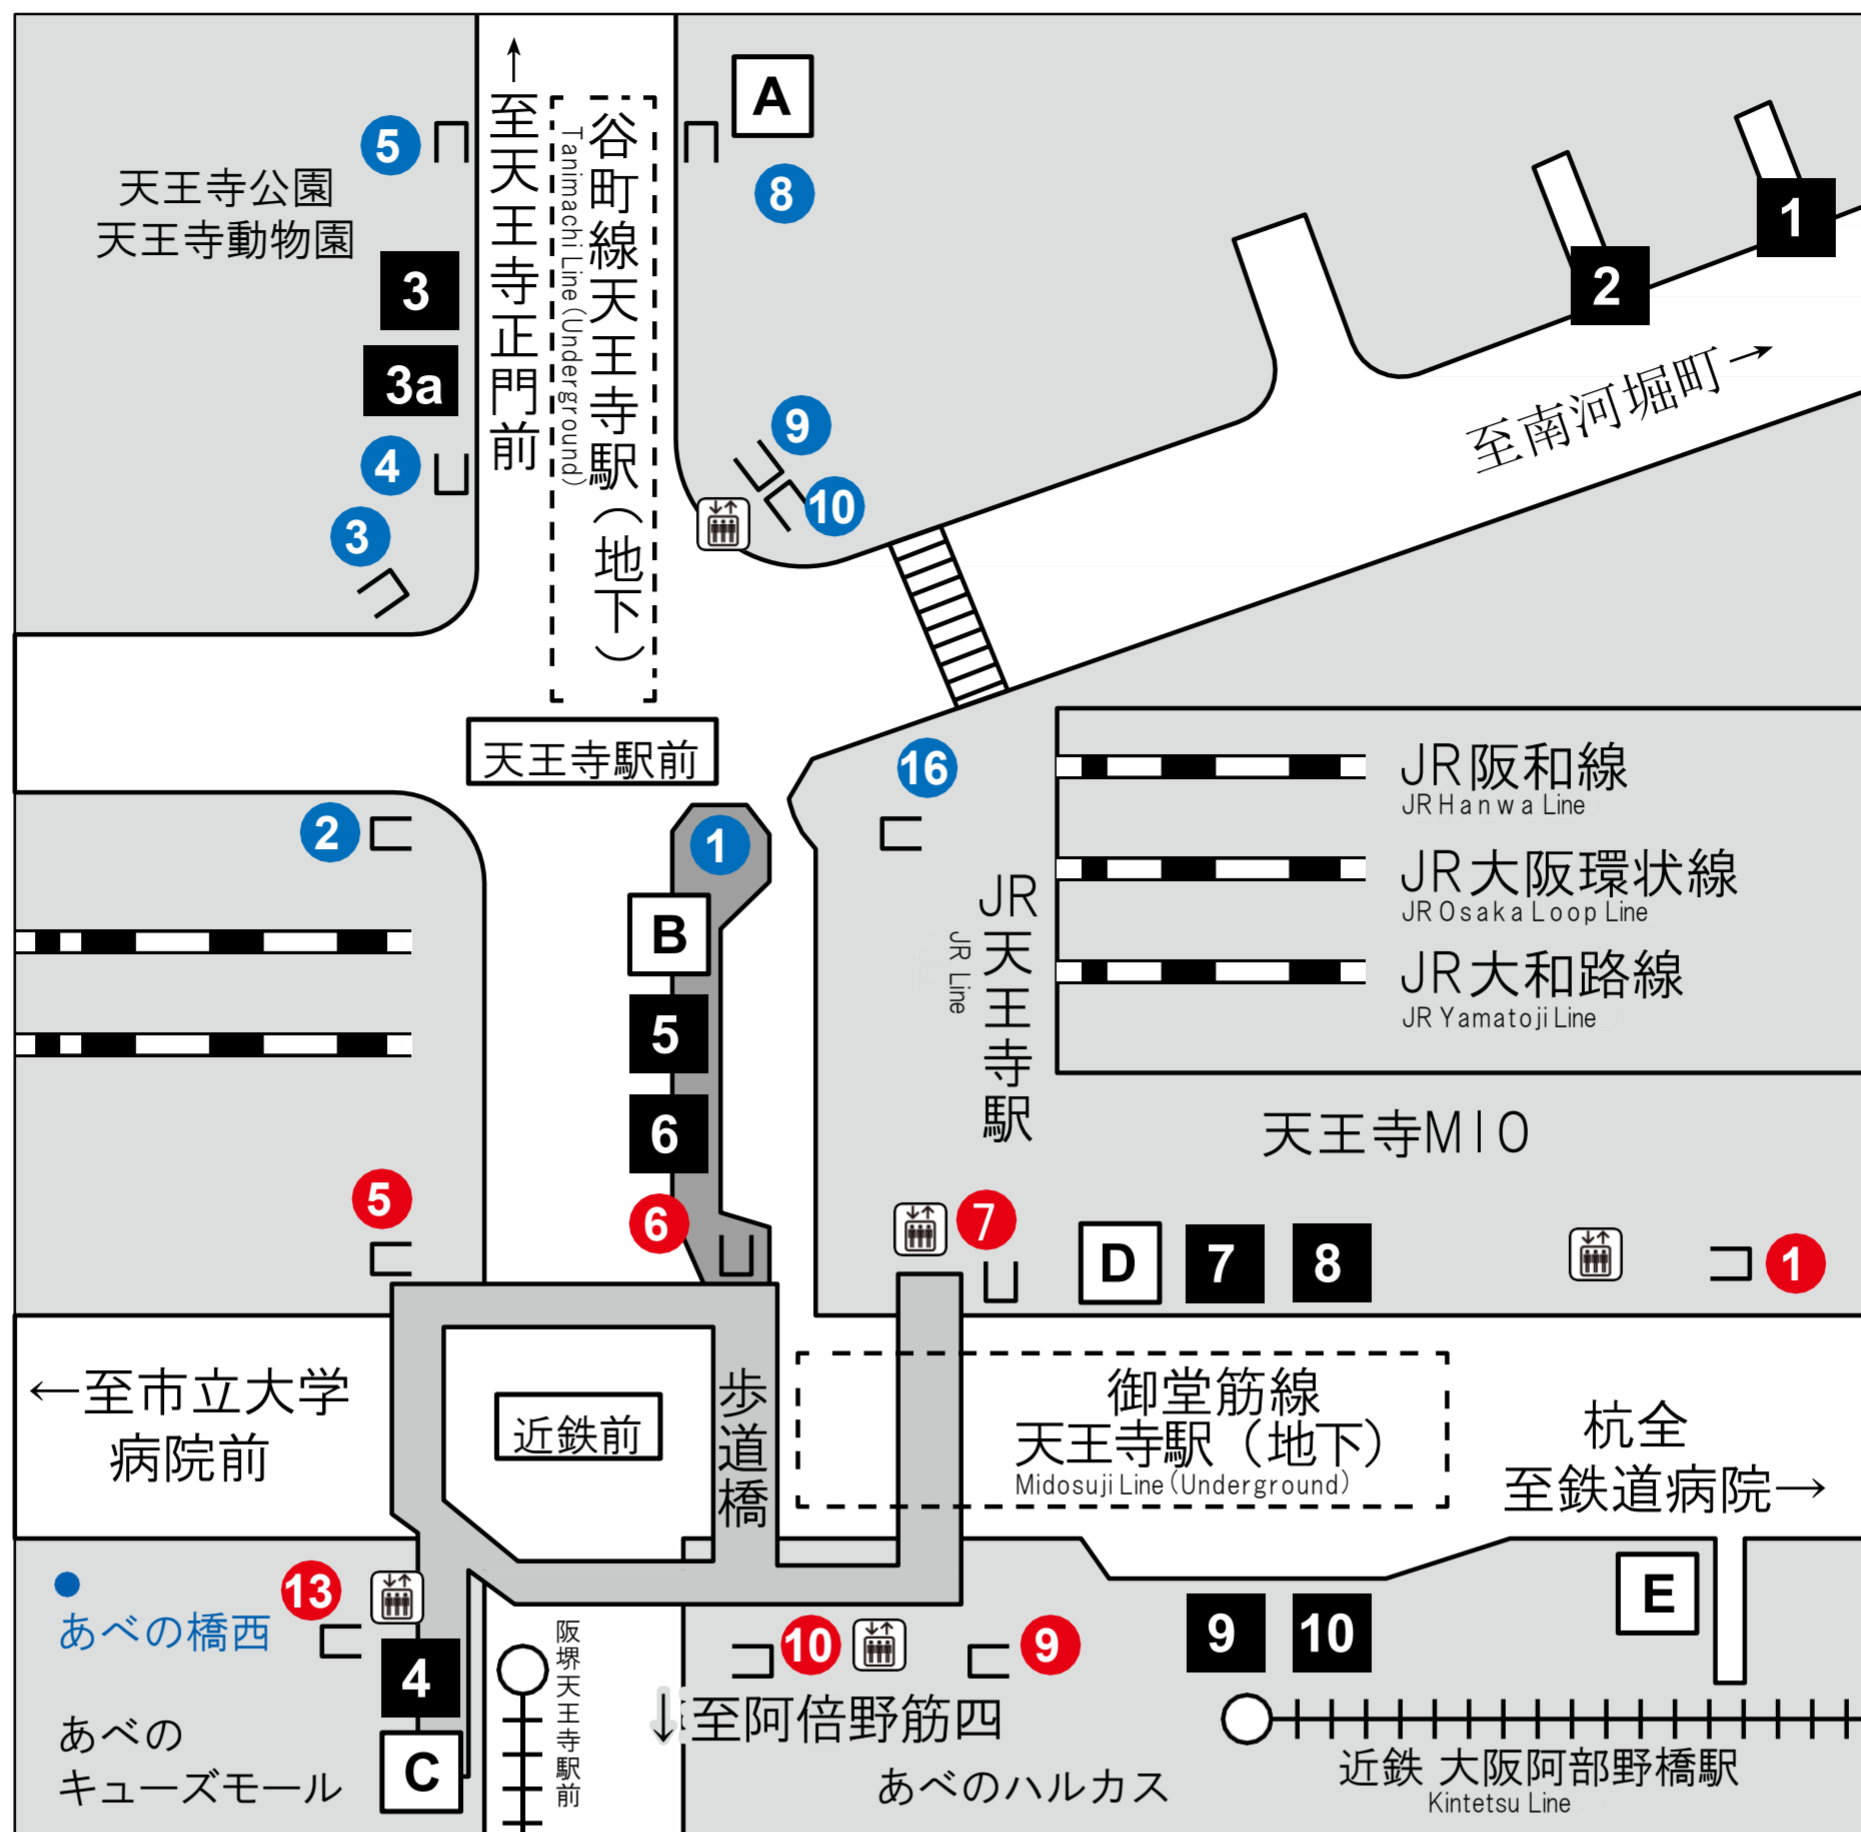 A
5
8
1
2
天王寺公園
天王寺動物園
3
3a
4
3
↑至天王寺正門前
谷町線天王寺駅（地下）
Tanimachi Line (Underground)
9
10
至南河堀町→
天王寺駅前
16
2
1
B
5
6
6
5
JR天王寺駅
JR Line
JR阪和線
JR Hanwa Line
JR大阪環状線
JR Osaka Loop Line
JR大和路線
JR Yamatoji Line
天王寺MIO
7
D
7
8
1
←至市立大学
病院前
近鉄前
歩道橋
御堂筋線
天王寺駅（地下）
Midosuji Line (Underground)
杭全
至鉄道病院→
あべの橋西
13
4
C
あべの
キューズモール
阪堺天王寺駅前
10
9
↓至阿倍野筋四
あべのハルカス
9
10
E
近鉄 大阪阿部野橋駅
Kintetsu Line